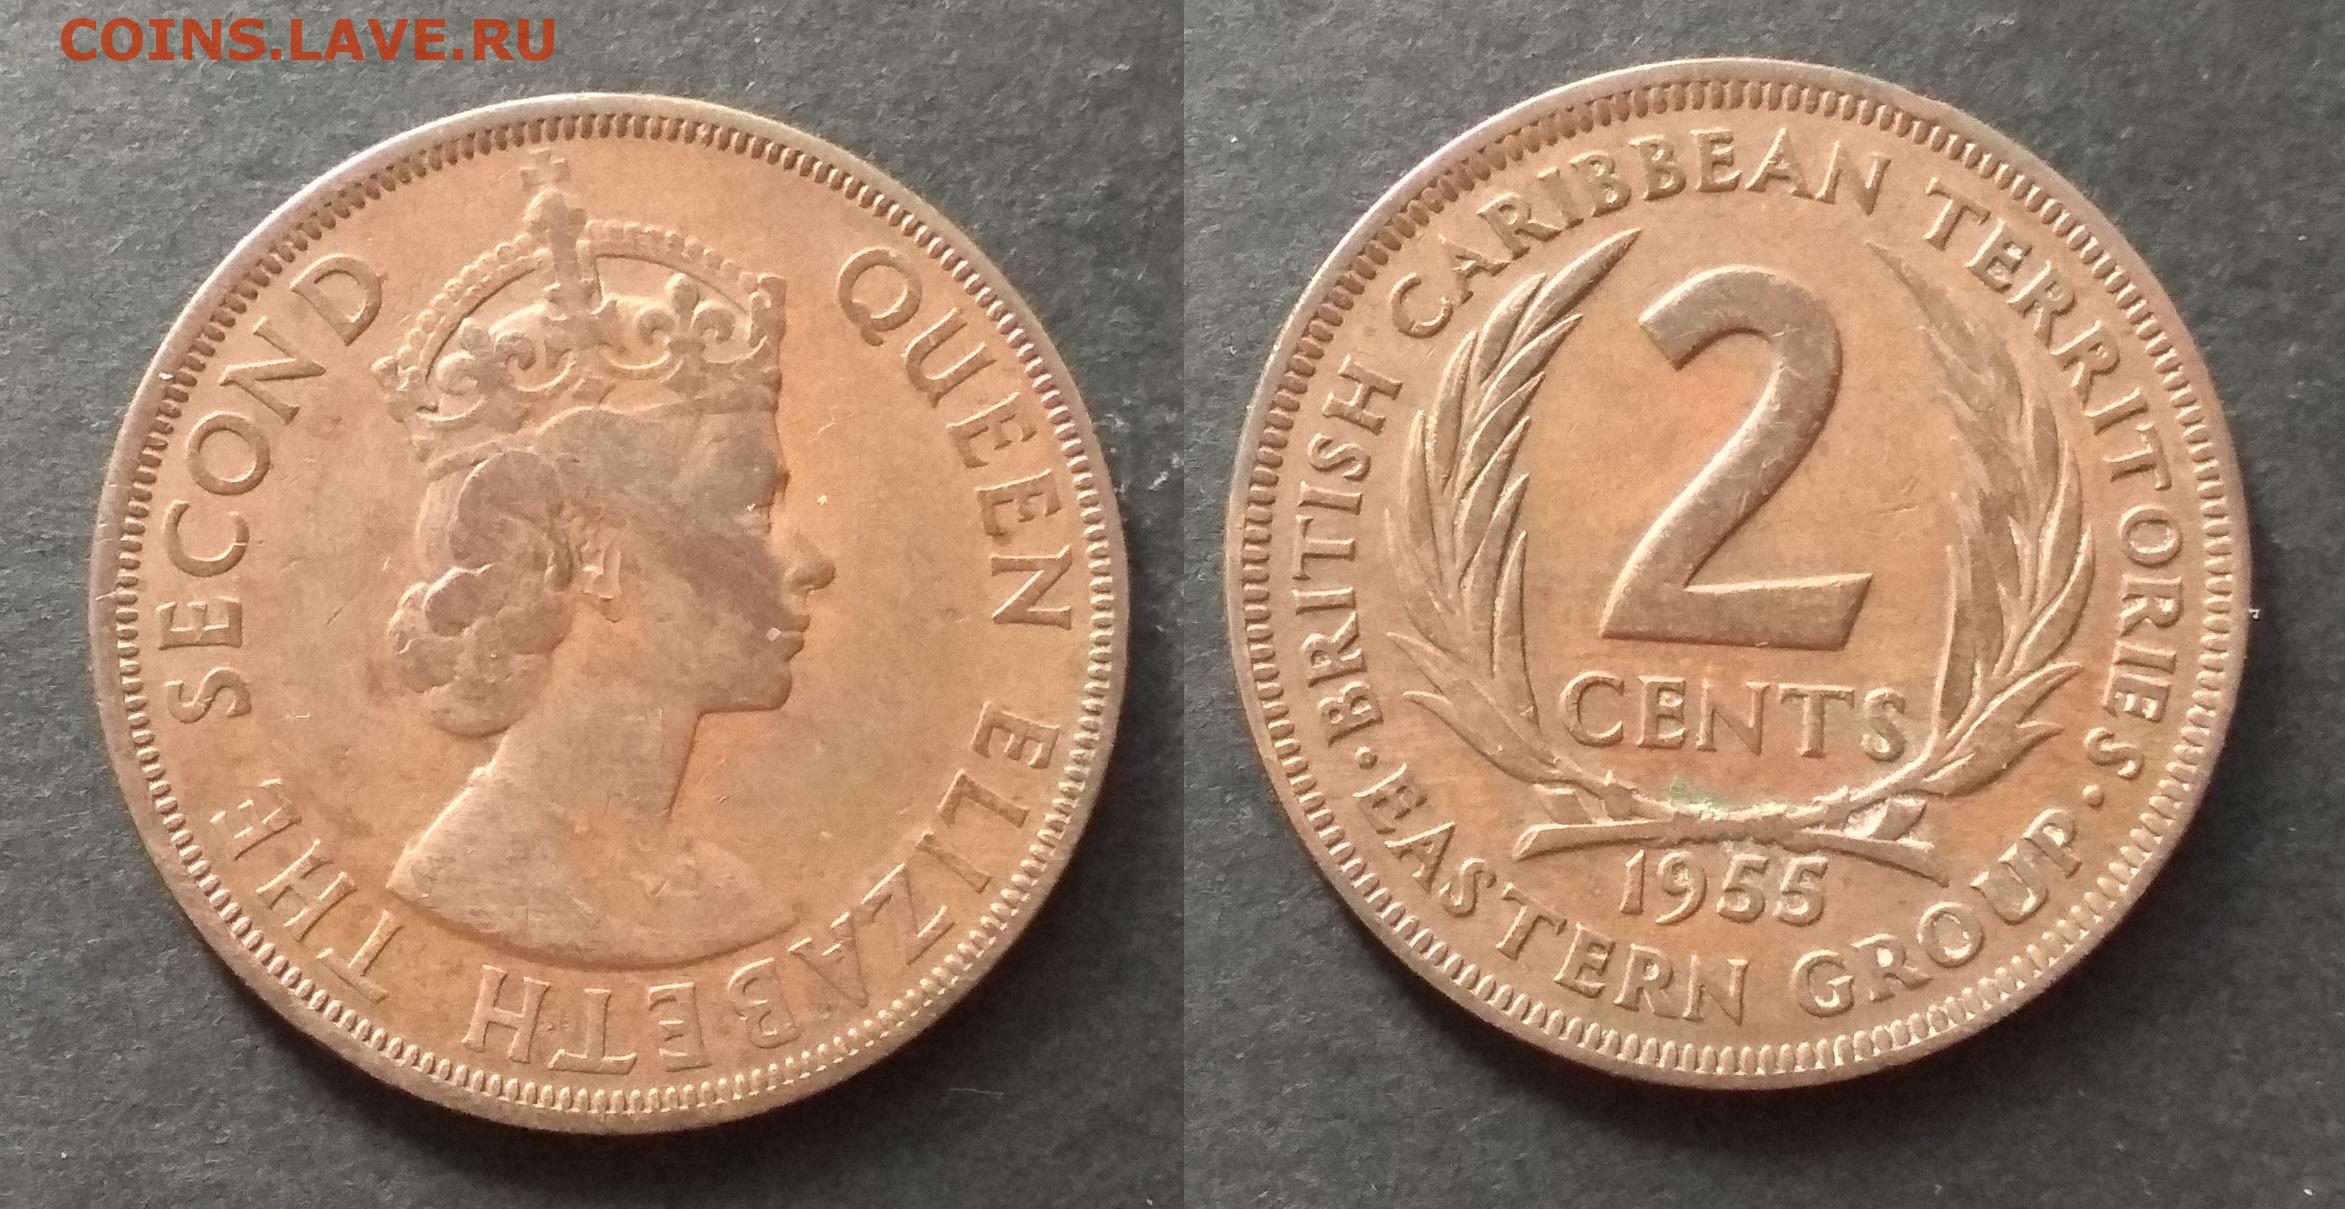 COINS.LAVE.RU
QUEEN ELIZABETH THE SECOND
BRITISH CARIBBEAN TERRITORIES
2
CENTS
1955
· EASTERN GROUP ·